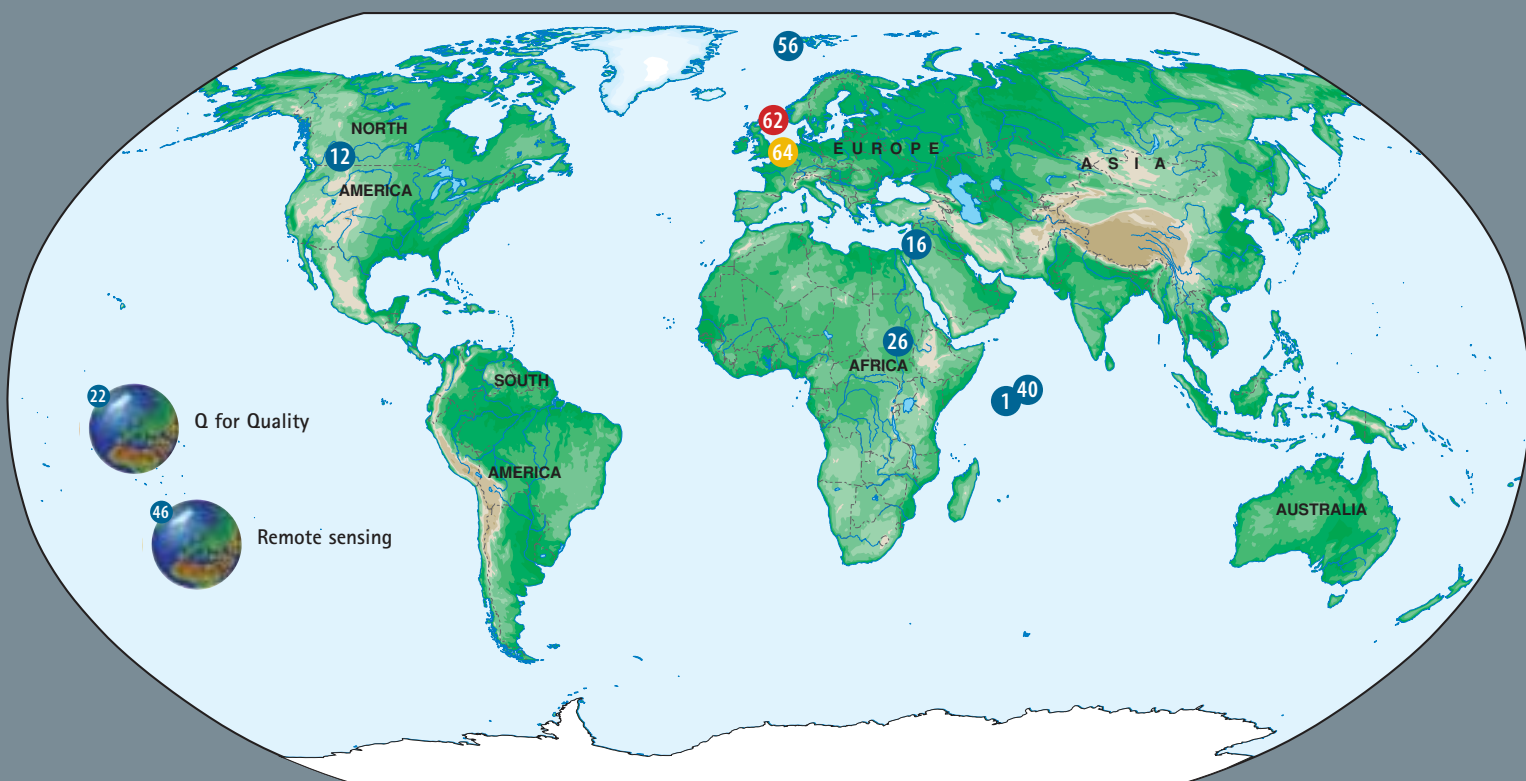 56
62
NORTH
64
EUROPE
12
ASIA
AMERICA
16
26
AFRICA
SOUTH
40
1
22
Q for Quality
AMERICA
46
AUSTRALIA
Remote sensing